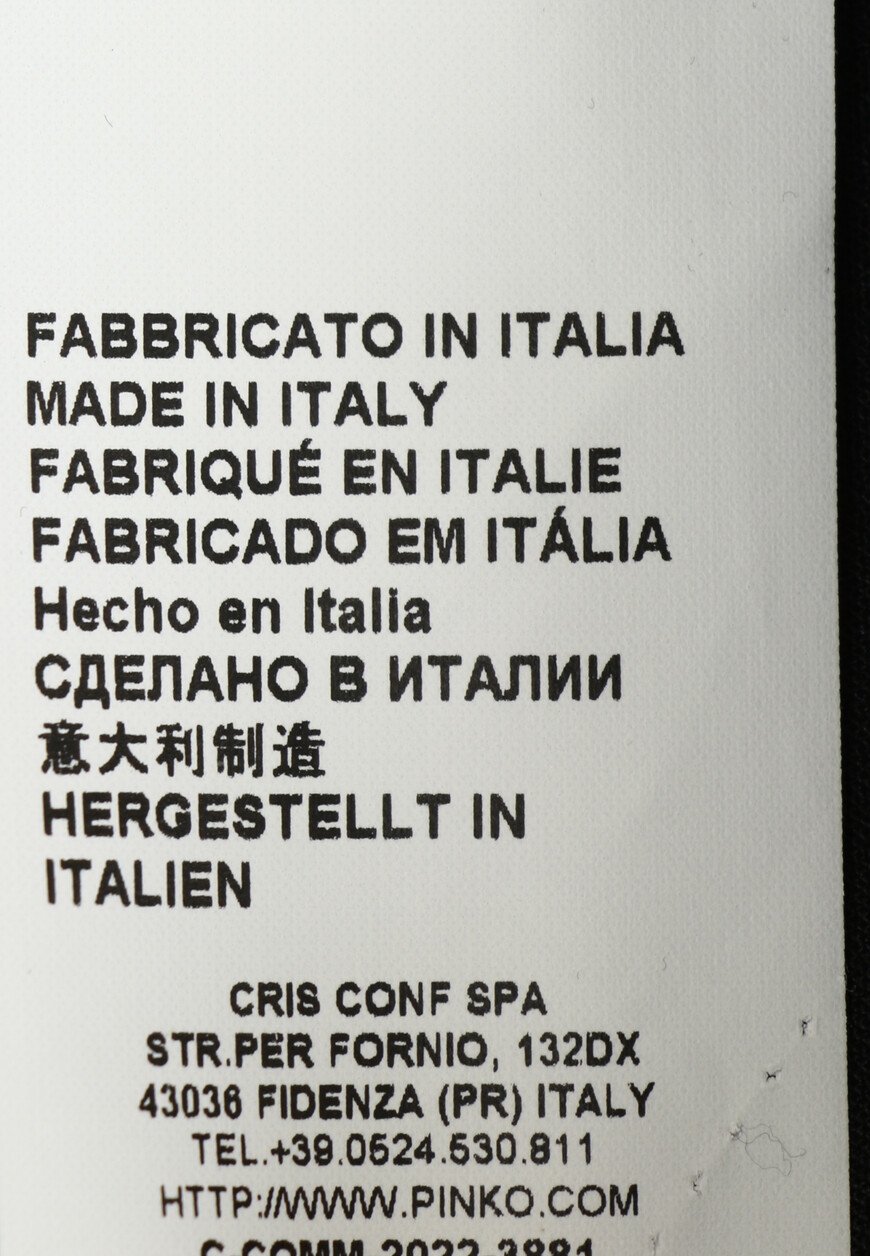 FABBRICATO IN ITALIA
MADE IN ITALY
FABRIQUÉ EN ITALIE
FABRICADO EM ITÁLIA
Hecho en Italia
СДЕЛАНО В ИТАЛИИ
意大利制造
HERGESTELLT IN
ITALIEN
CRIS CONF SPA
STR.PER FORNIO, 132DX
43036 FIDENZA (PR) ITALY
TEL.+39.0524.530.811
HTTP://WWW.PINKO.COM